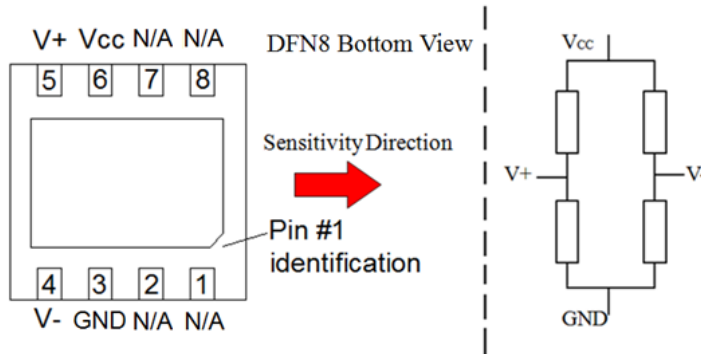 V+ Vcc N/A N/A
5 6 7 8
DFN8 Bottom View
Sensitivity Direction
Pin #1
identification
4 3 2 1
V- GND N/A N/A
Vcc
V+
V-
GND